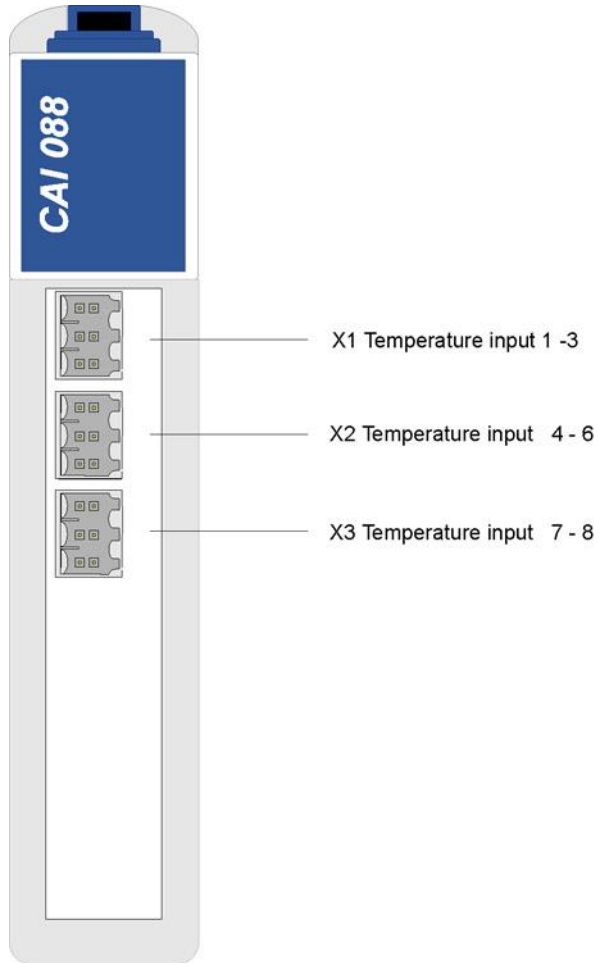 CAI 088
X1 Temperature input 1 -3
X2 Temperature input 4 - 6
X3 Temperature input 7 - 8